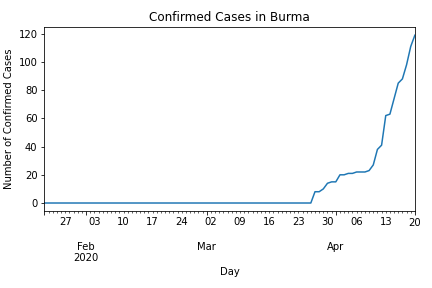 Confirmed Cases in Burma
Number of Confirmed Cases
120
100
80
60
40
20
0
27 03 10 17 24 02 09 16 23 30 06 13 20
Feb Mar Apr
2020
Day